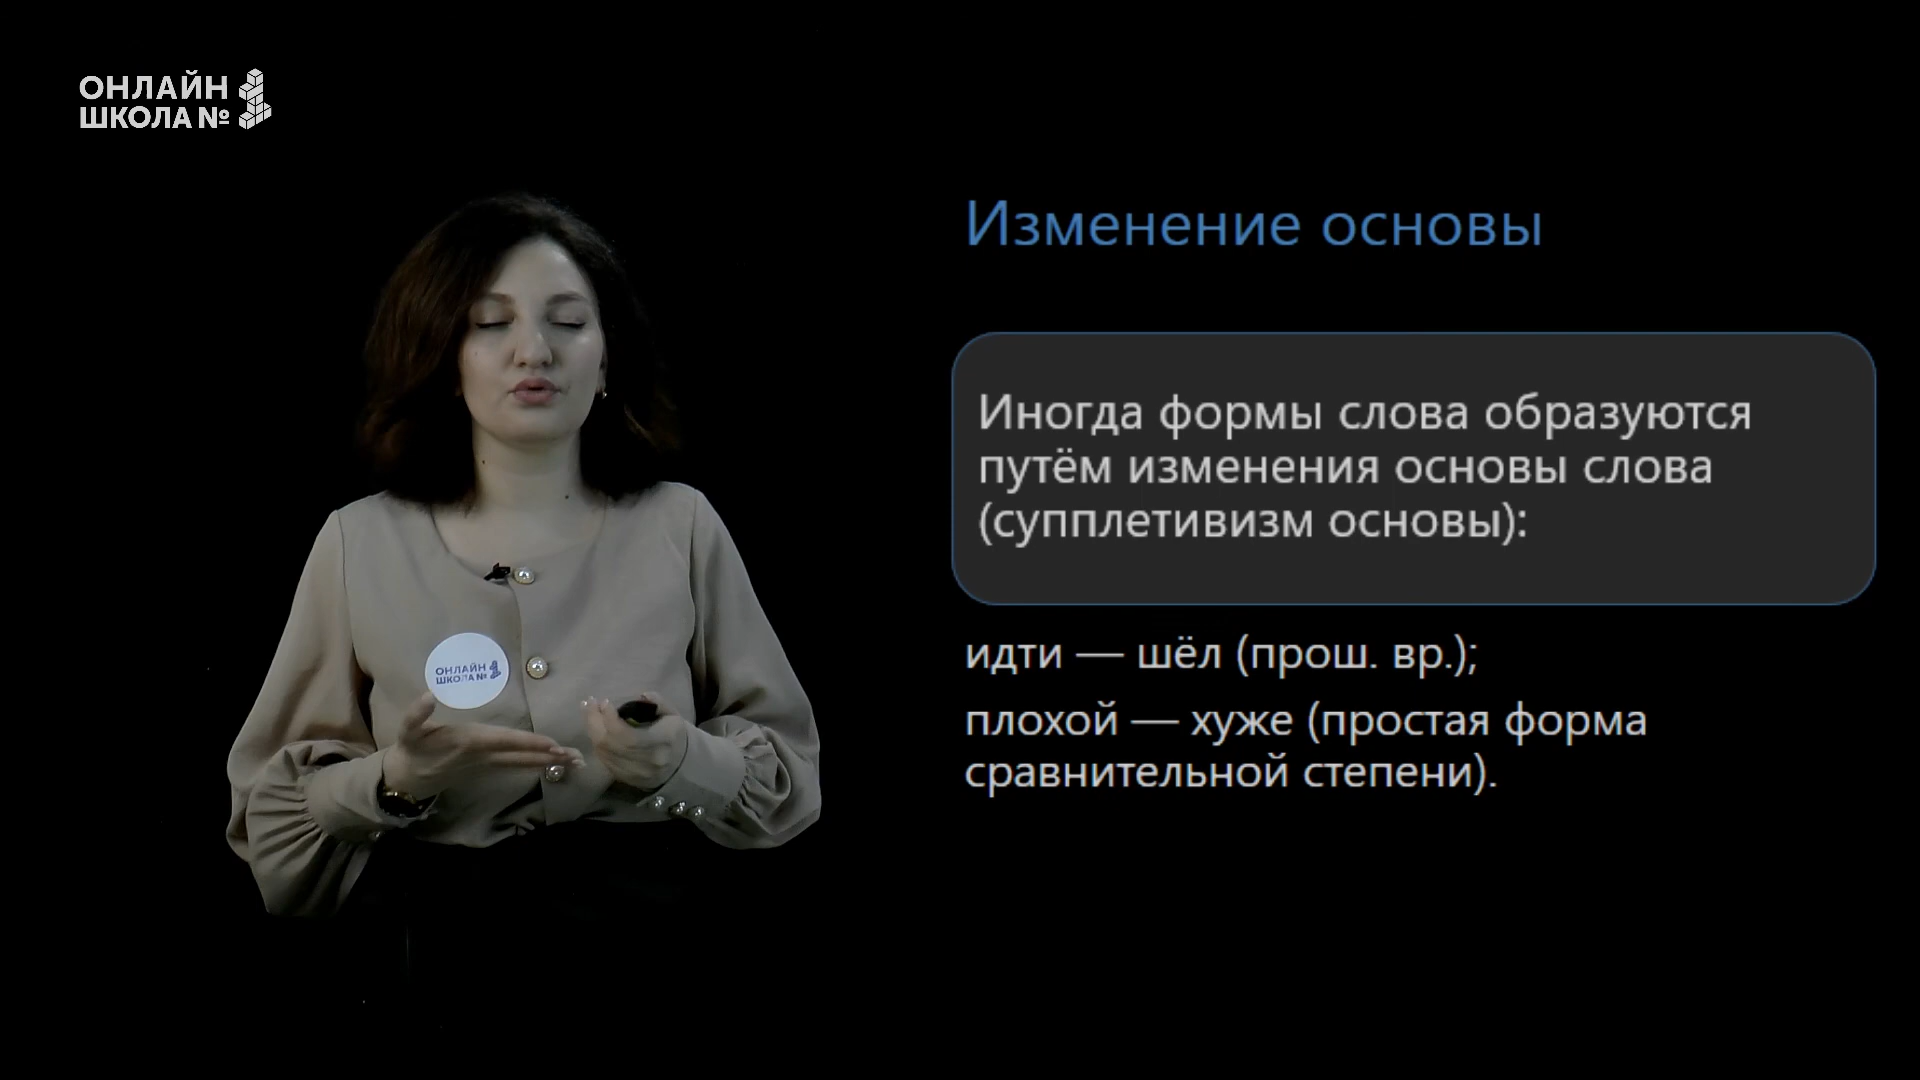 ОНЛАЙН
ШКОЛА №
Изменение основы
Иногда формы слова образуются
путём изменения основы слова
(супплетивизм основы):
ОНЛАЙН
ШКОЛА №
идти — шёл (прош. вр.);
плохой — хуже (простая форма
сравнительной степени).